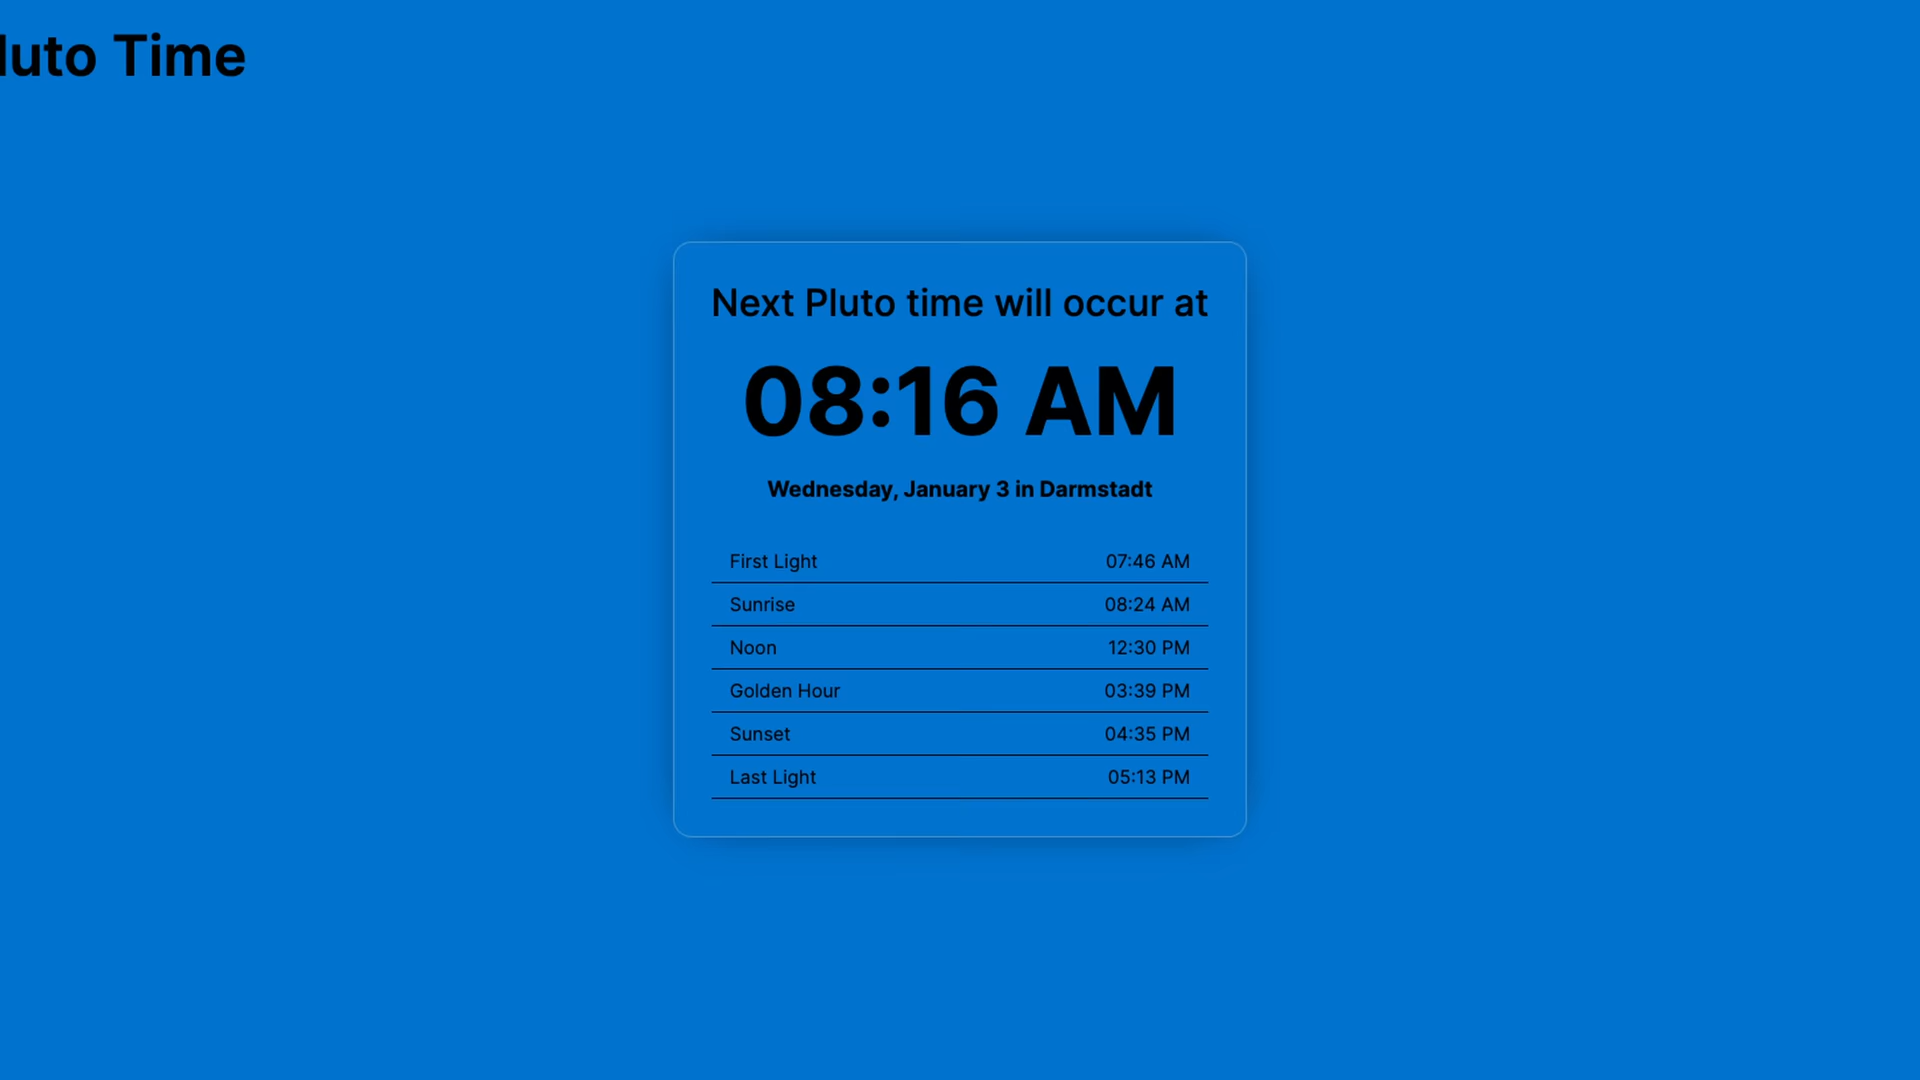 luto Time
Next Pluto time will occur at
08:16 AM
Wednesday, January 3 in Darmstadt
First Light 07:46 AM
Sunrise 08:24 AM
Noon 12:30 PM
Golden Hour 03:39 PM
Sunset 04:35 PM
Last Light 05:13 PM